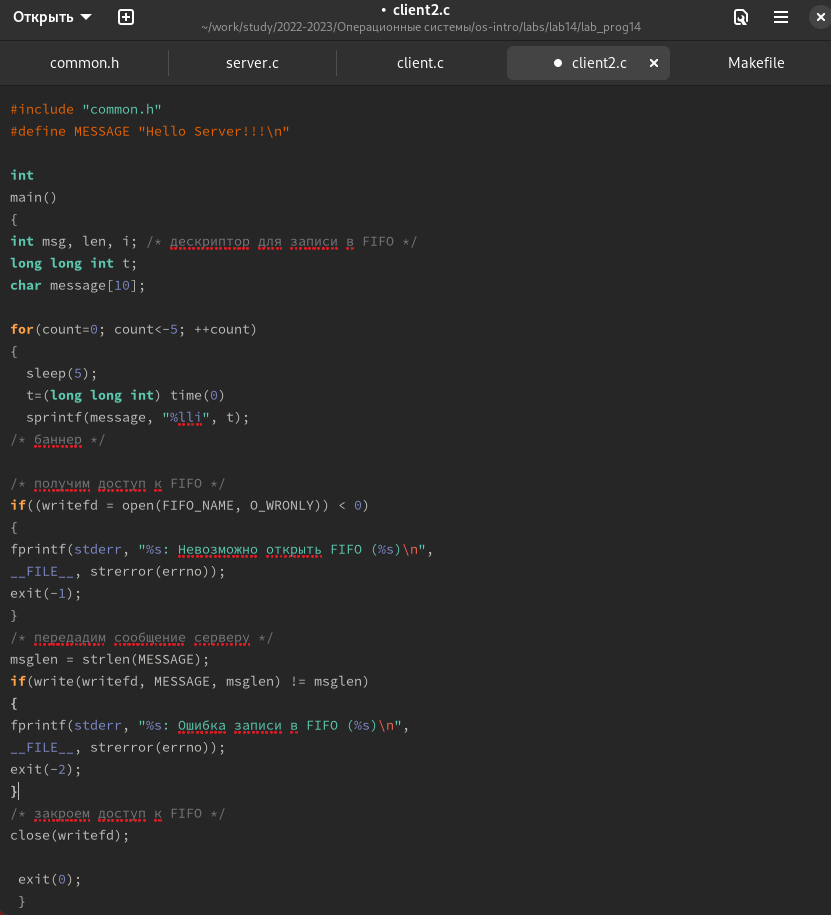 Открыть
• client2.c
~/work/study/2022-2023/Операционные системы/os-intro/labs/lab14/lab_prog14
common.h
server.c
client.c
● client2.c
Makefile
#include "common.h"
#define MESSAGE "Hello Server!!!\n"
int
main()
{
int msg, len, i; /* дескриптор для записи в FIFO */
long long int t;
char message[10];
for(count=0; count<-5; ++count)
{
sleep(5);
t=(long long int) time(0)
sprintf(message, "%lli", t);
/* баннер */
/* получим доступ к FIFO */
if((writefd = open(FIFO_NAME, O_WRONLY)) < 0)
{
fprintf(stderr, "%s: Невозможно открыть FIFO (%s)\n",
__FILE__, strerror(errno));
exit(-1);
}
/* передадим сообщение серверу */
msglen = strlen(MESSAGE);
if(write(writefd, MESSAGE, msglen) != msglen)
{
fprintf(stderr, "%s: Ошибка записи в FIFO (%s)\n",
__FILE__, strerror(errno));
exit(-2);
}
/* закроем доступ к FIFO */
close(writefd);
exit(0);
}